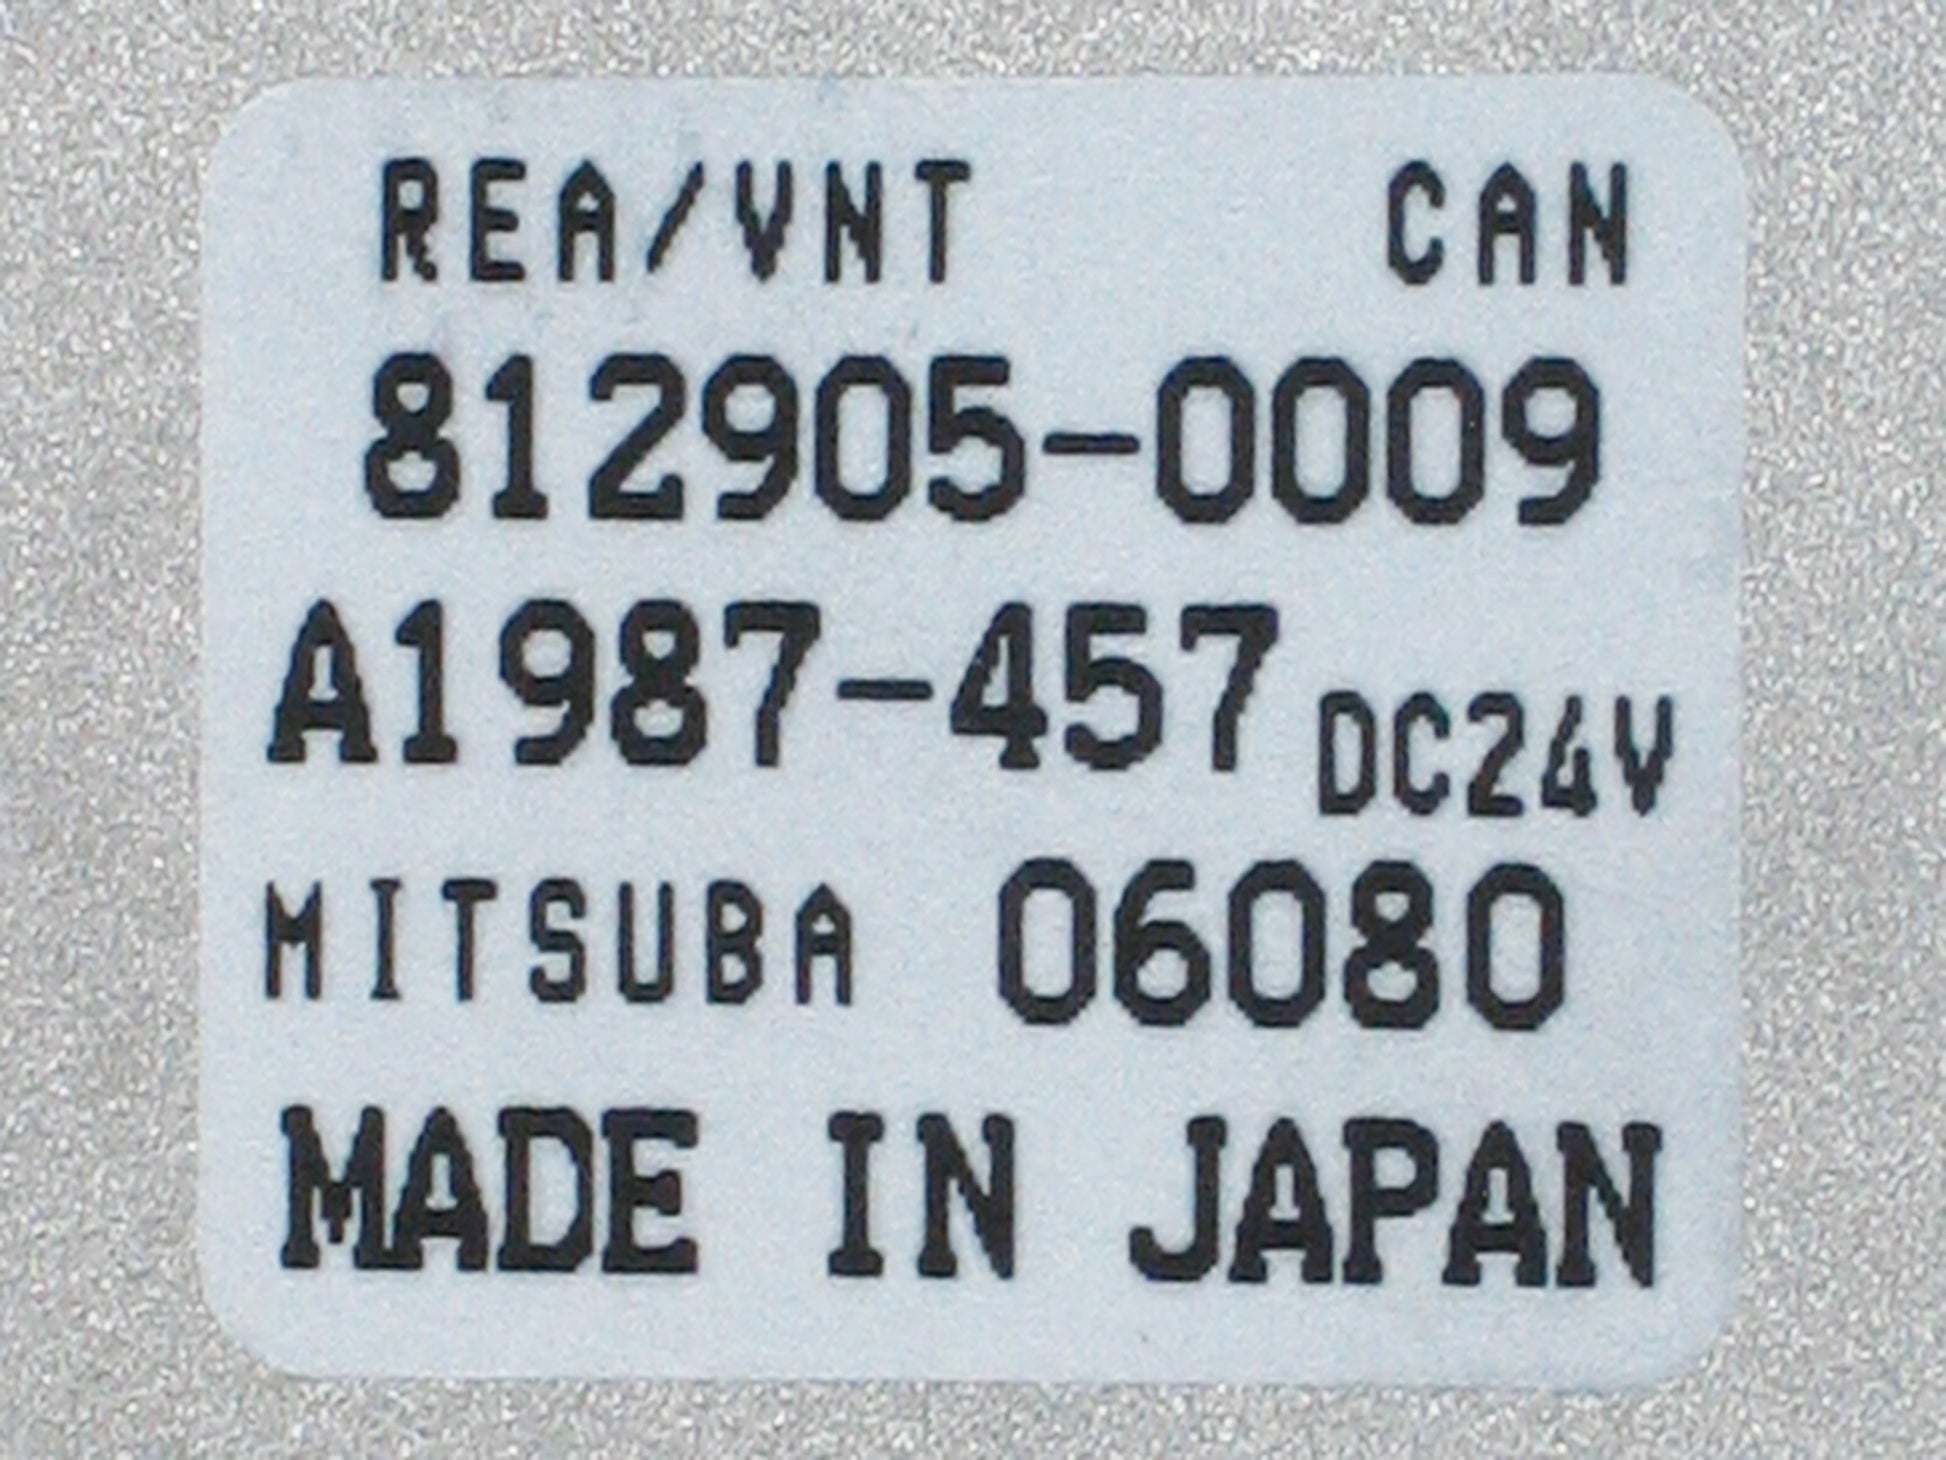 REA/VNT CAN
812905-0009
A1987-457 DC24V
MITSUBA 06080
MADE IN JAPAN